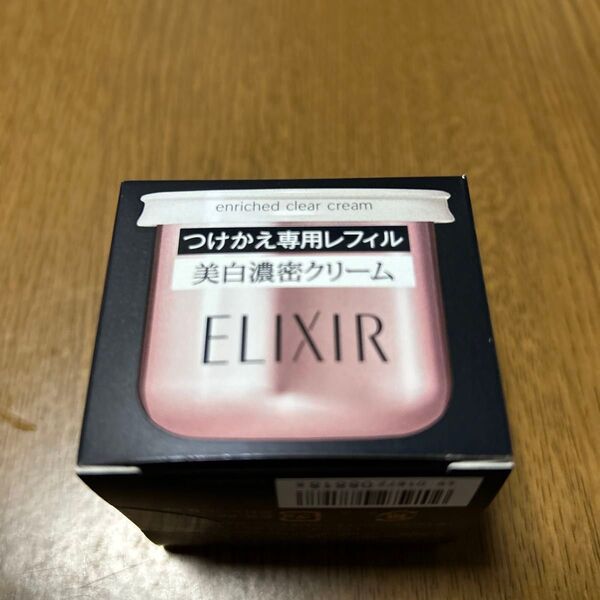 enriched clear cream
つけかえ専用レフィル
美白濃密クリーム
ELIXIR